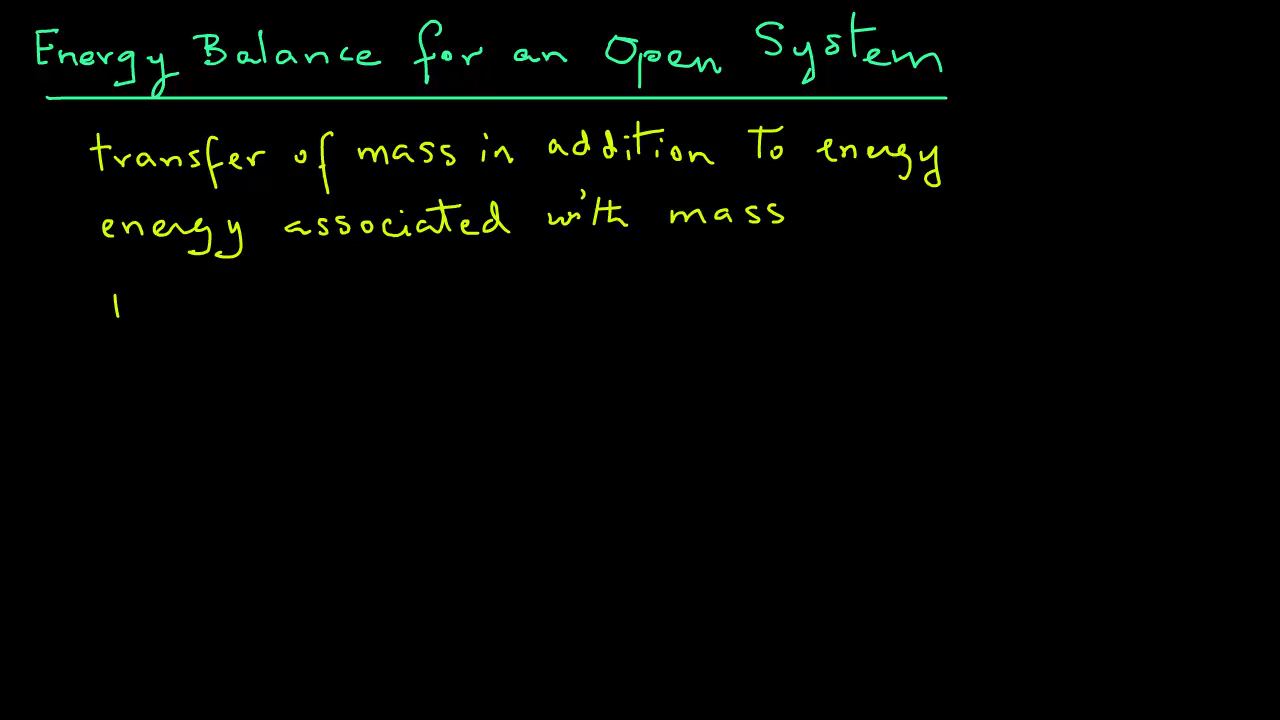 Energy Balance for an Open System
transfer of mass in addition to energy
energy associated with mass